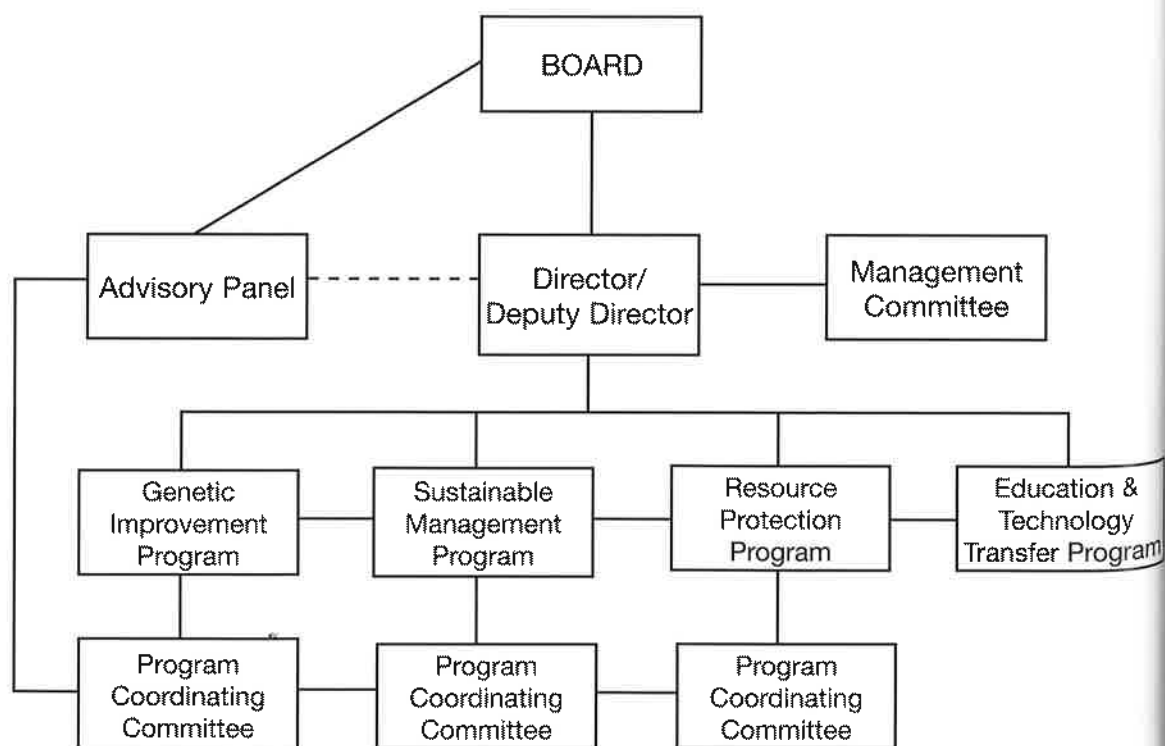 BOARD
Advisory Panel
Director/
Deputy Director
Management
Committee
Genetic
Improvement
Program
Sustainable
Management
Program
Resource
Protection
Program
Education &
Technology
Transfer Program
Program
Coordinating
Committee
Program
Coordinating
Committee
Program
Coordinating
Committee